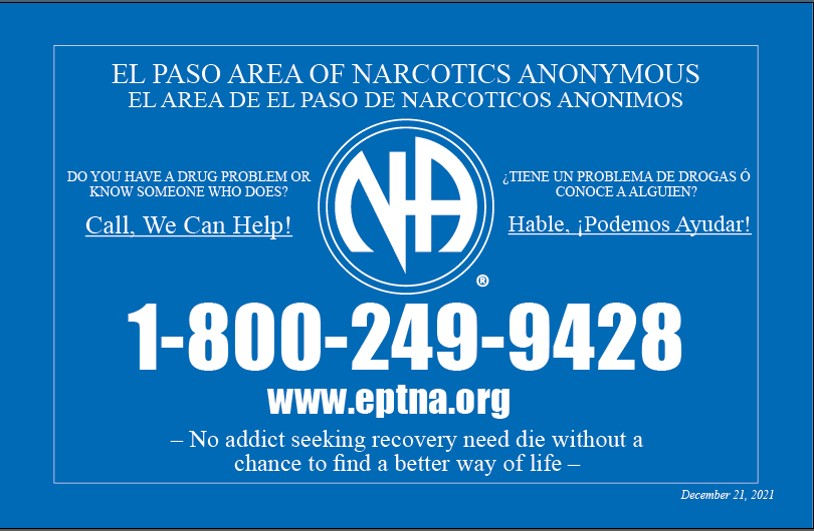 EL PASO AREA OF NARCOTICS ANONYMOUS
EL AREA DE EL PASO DE NARCOTICOS ANONIMOS
DO YOU HAVE A DRUG PROBLEM OR
KNOW SOMEONE WHO DOES?
Call, We Can Help!
NA
®
¿TIENE UN PROBLEMA DE DROGAS Ó
CONOCE A ALGUIEN?
Hable, ¡Podemos Ayudar!
1-800-249-9428
www.eptna.org
– No addict seeking recovery need die without a
chance to find a better way of life –
December 21, 2021